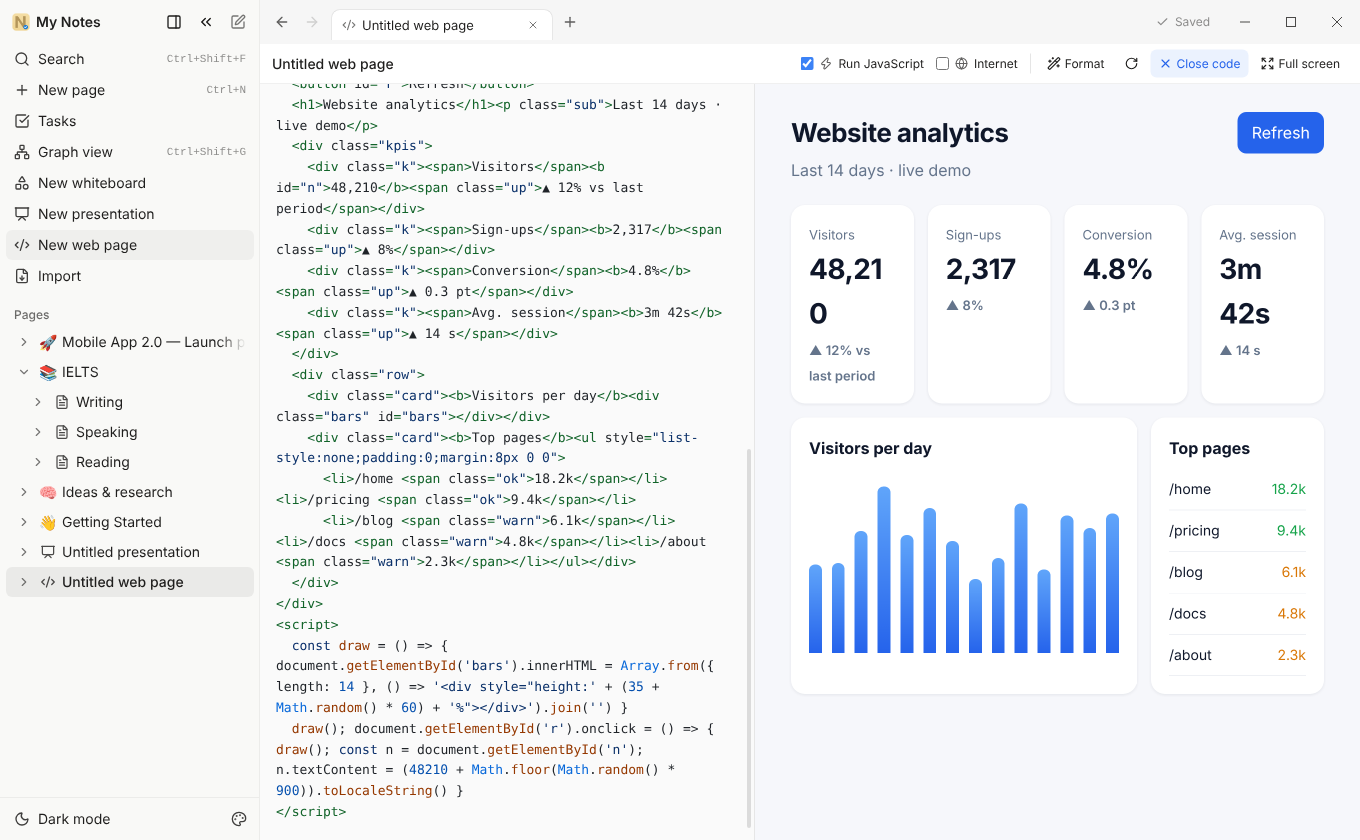 My Notes
Search Ctrl+Shift+F
New page Ctrl+N
Tasks
Graph view Ctrl+Shift+G
New whiteboard
New presentation
New web page
Import
Pages
🚀 Mobile App 2.0 — Launch
📚 IELTS
Writing
Speaking
Reading
🧠 Ideas & research
👋 Getting Started
Untitled presentation
Untitled web page
Dark mode
Untitled web page
Saved
Untitled web page
Run JavaScript
Internet
Format
Close code
Full screen
<h1>Website analytics</h1><p class="sub">Last 14 days ·
live demo</p>
<div class="kpis">
<div class="k"><span>Visitors</span><b
id="n">48,210</b><span class="up">▲ 12% vs last
period</span></div>
<div class="k"><span>Sign-ups</span><b>2,317</b><span
class="up">▲ 8%</span></div>
<div class="k"><span>Conversion</span><b>4.8%</b>
<span class="up">▲ 0.3 pt</span></div>
<div class="k"><span>Avg. session</span><b>3m 42s</b>
<span class="up">▲ 14 s</span></div>
</div>
<div class="row">
<div class="card"><b>Visitors per day</b><div
class="bars" id="bars"></div></div>
<div class="card"><b>Top pages</b><ul style="list-
style:none;padding:0;margin:8px 0 0">
<li>/home <span class="ok">18.2k</span></li>
<li>/pricing <span class="ok">9.4k</span></li>
<li>/blog <span class="warn">6.1k</span></li>
<li>/docs <span class="warn">4.8k</span></li><li>/about
<span class="warn">2.3k</span></li></ul></div>
</div>
</div>
<script>
const draw = () => {
document.getElementById('bars').innerHTML = Array.from({
length: 14 }, () => '<div style="height:' + (35 +
Math.random() * 60) + '%"></div>').join('') }
draw(); document.getElementById('r').onclick = () => {
draw(); const n = document.getElementById('n');
n.textContent = (48210 + Math.floor(Math.random() *
900)).toLocaleString() }
</script>
Website analytics
Refresh
Last 14 days · live demo
Visitors
48,21
0
▲ 12% vs
last period
Sign-ups
2,317
▲ 8%
Conversion
4.8%
▲ 0.3 pt
Avg. session
3m
42s
▲ 14 s
Visitors per day
Top pages
/home 18.2k
/pricing 9.4k
/blog 6.1k
/docs 4.8k
/about 2.3k